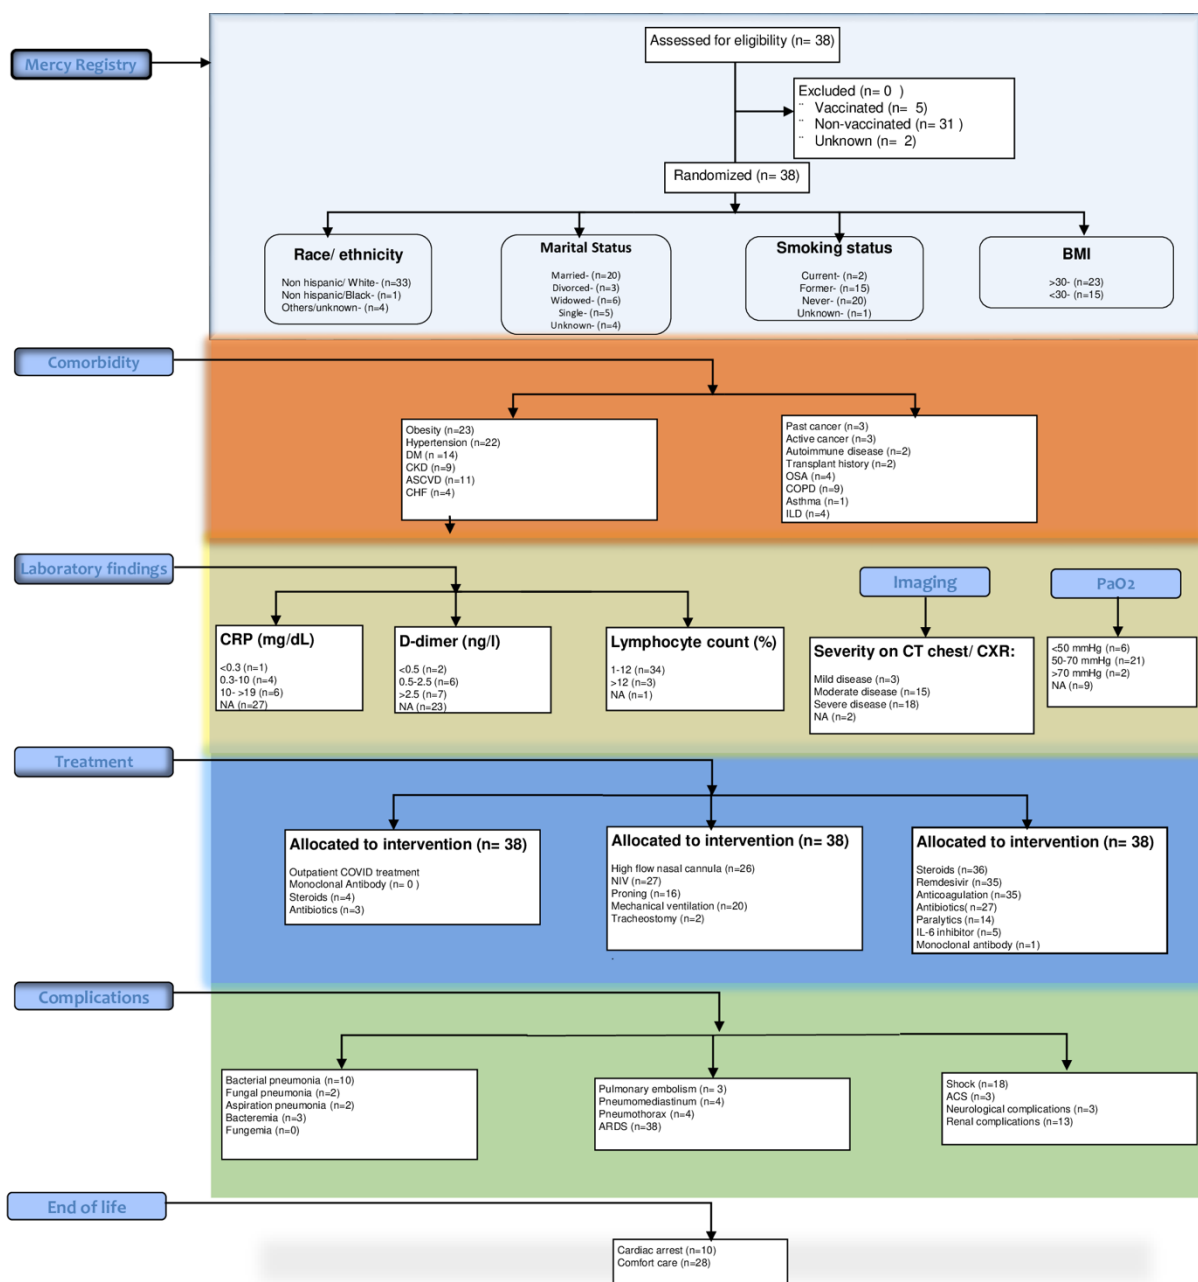 Mercy Registry
Assessed for eligibility (n= 38)
Excluded (n= 0 )
¨ Vaccinated (n= 5)
¨ Non-vaccinated (n= 31 )
¨ Unknown (n= 2)
Randomized (n= 38)
Race/ ethnicity
Non hispanic/ White- (n=33)
Non hispanic/Black- (n=1)
Others/unknown- (n=4)
Marital Status
Married- (n=20)
Divorced- (n=3)
Widowed- (n=6)
Single- (n=5)
Unknown- (n=4)
Smoking status
Current- (n=2)
Former- (n=15)
Never- (n=20)
Unknown- (n=1)
BMI
>30- (n=23)
<30- (n=15)
Comorbidity
Obesity (n=23)
Hypertension (n=22)
DM (n =14)
CKD (n=9)
ASCVD (n=11)
CHF (n=4)
Past cancer (n=3)
Active cancer (n=3)
Autoimmune disease (n=2)
Transplant history (n=2)
OSA (n=4)
COPD (n=9)
Asthma (n=1)
ILD (n=4)
Laboratory findings
CRP (mg/dL)
<0.3 (n=1)
0.3-10 (n=4)
10- >19 (n=6)
NA (n=27)
D-dimer (ng/l)
<0.5 (n=2)
0.5-2.5 (n=6)
>2.5 (n=7)
NA (n=23)
Lymphocyte count (%)
1-12 (n=34)
>12 (n=3)
NA (n=1)
Imaging
Severity on CT chest/ CXR:
Mild disease (n=3)
Moderate disease (n=15)
Severe disease (n=18)
NA (n=2)
PaO2
<50 mmHg (n=6)
50-70 mmHg (n=21)
>70 mmHg (n=2)
NA (n=9)
Treatment
Allocated to intervention (n= 38)
Outpatient COVID treatment
Monoclonal Antibody (n= 0 )
Steroids (n=4)
Antibiotics (n=3)
Allocated to intervention (n= 38)
High flow nasal cannula (n=26)
NIV (n=27)
Proning (n=16)
Mechanical ventilation (n=20)
Tracheostomy (n=2)
Allocated to intervention (n= 38)
Steroids (n=36)
Remdesivir (n=35)
Anticoagulation (n=35)
Antibiotics( n=27)
Paralytics (n=14)
IL-6 inhibitor (n=5)
Monoclonal antibody (n=1)
Complications
Bacterial pneumonia (n=10)
Fungal pneumonia (n=2)
Aspiration pneumonia (n=2)
Bacteremia (n=3)
Fungemia (n=0)
Pulmonary embolism (n= 3)
Pneumomediastinum (n=4)
Pneumothorax (n=4)
ARDS (n=38)
Shock (n=18)
ACS (n=3)
Neurological complications (n=3)
Renal complications (n=13)
End of life
Cardiac arrest (n=10)
Comfort care (n=28)